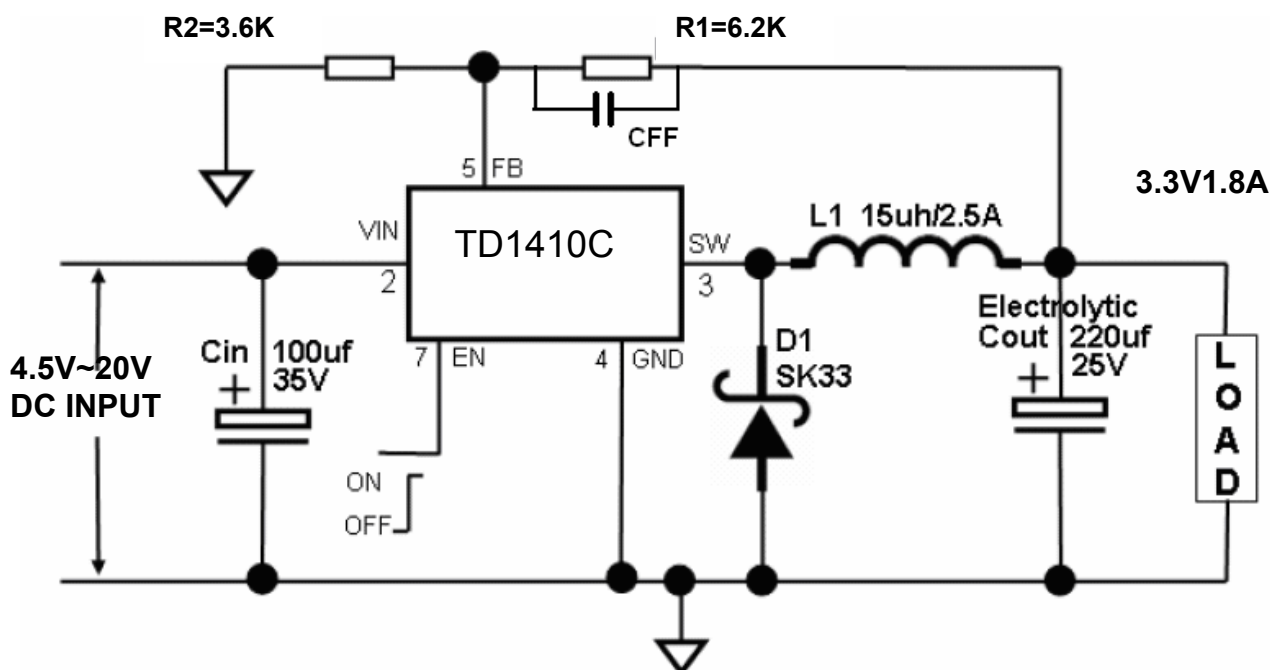 R2=3.6K
R1=6.2K
CFF
5 FB
3.3V1.8A
L1 15uh/2.5A
VIN
TD1410C
SW
2
3
Electrolytic
Cout 220uf
25V
Cin 100uf
35V
7 EN
4 GND
D1
SK33
4.5V~20V
DC INPUT
LOAD
ON
OFF